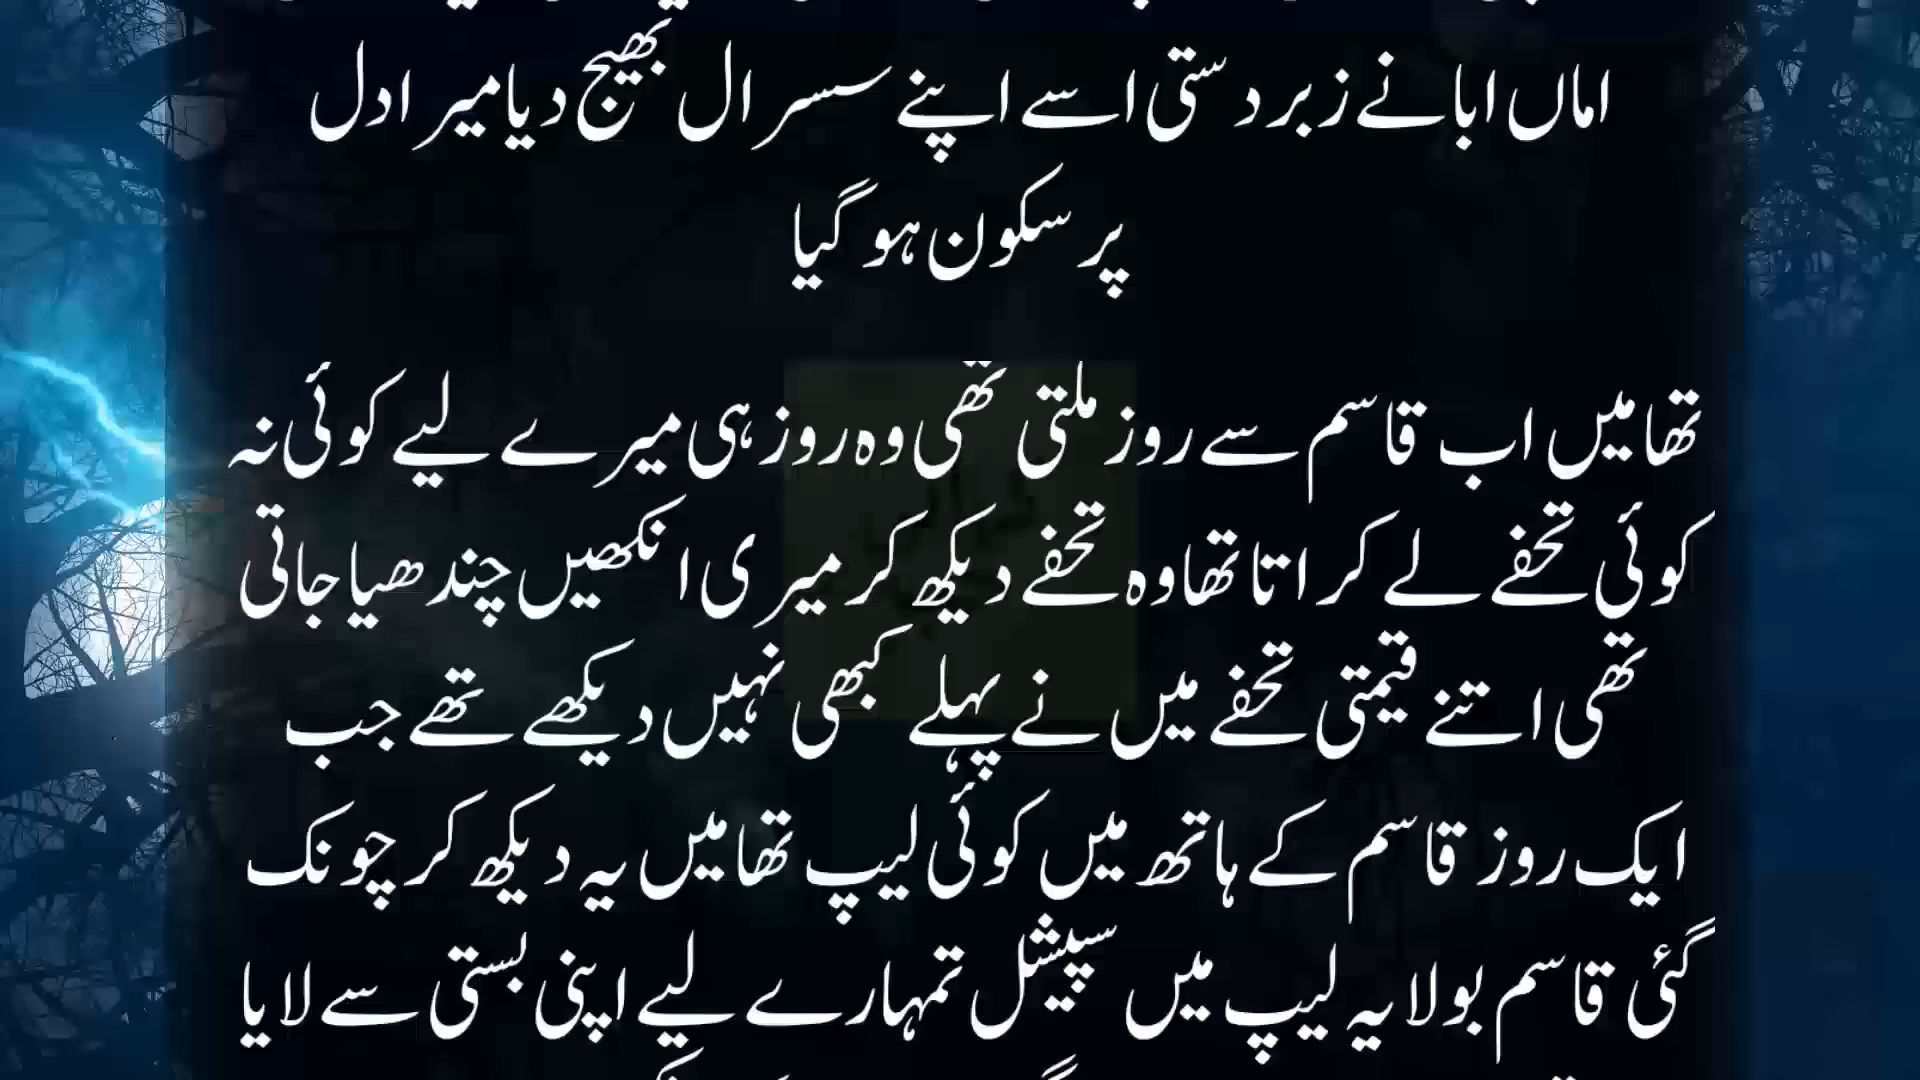 اماں ابا نے زبردستی اسے اپنے سسرال بھیج دیا میرا دل
پر سکون ہو گیا
تھا میں اب قاسم سے روز ملتی تھی وہ روز ہی میرے لیے کوئی نہ
کوئی تحفے لے کر اتا تھا وہ تحفے دیکھ کر میری انکھیں چندھیا جاتی
تھی اتنے قیمتی تحفے میں نے پہلے کبھی نہیں دیکھے تھے جب
ایک روز قاسم کے ہاتھ میں کوئی لیپ تھا میں یہ دیکھ کر چونک
گئی قاسم بولا یہ لیپ میں سپیشل تمہارے لیے اپنی بستی سے لایا